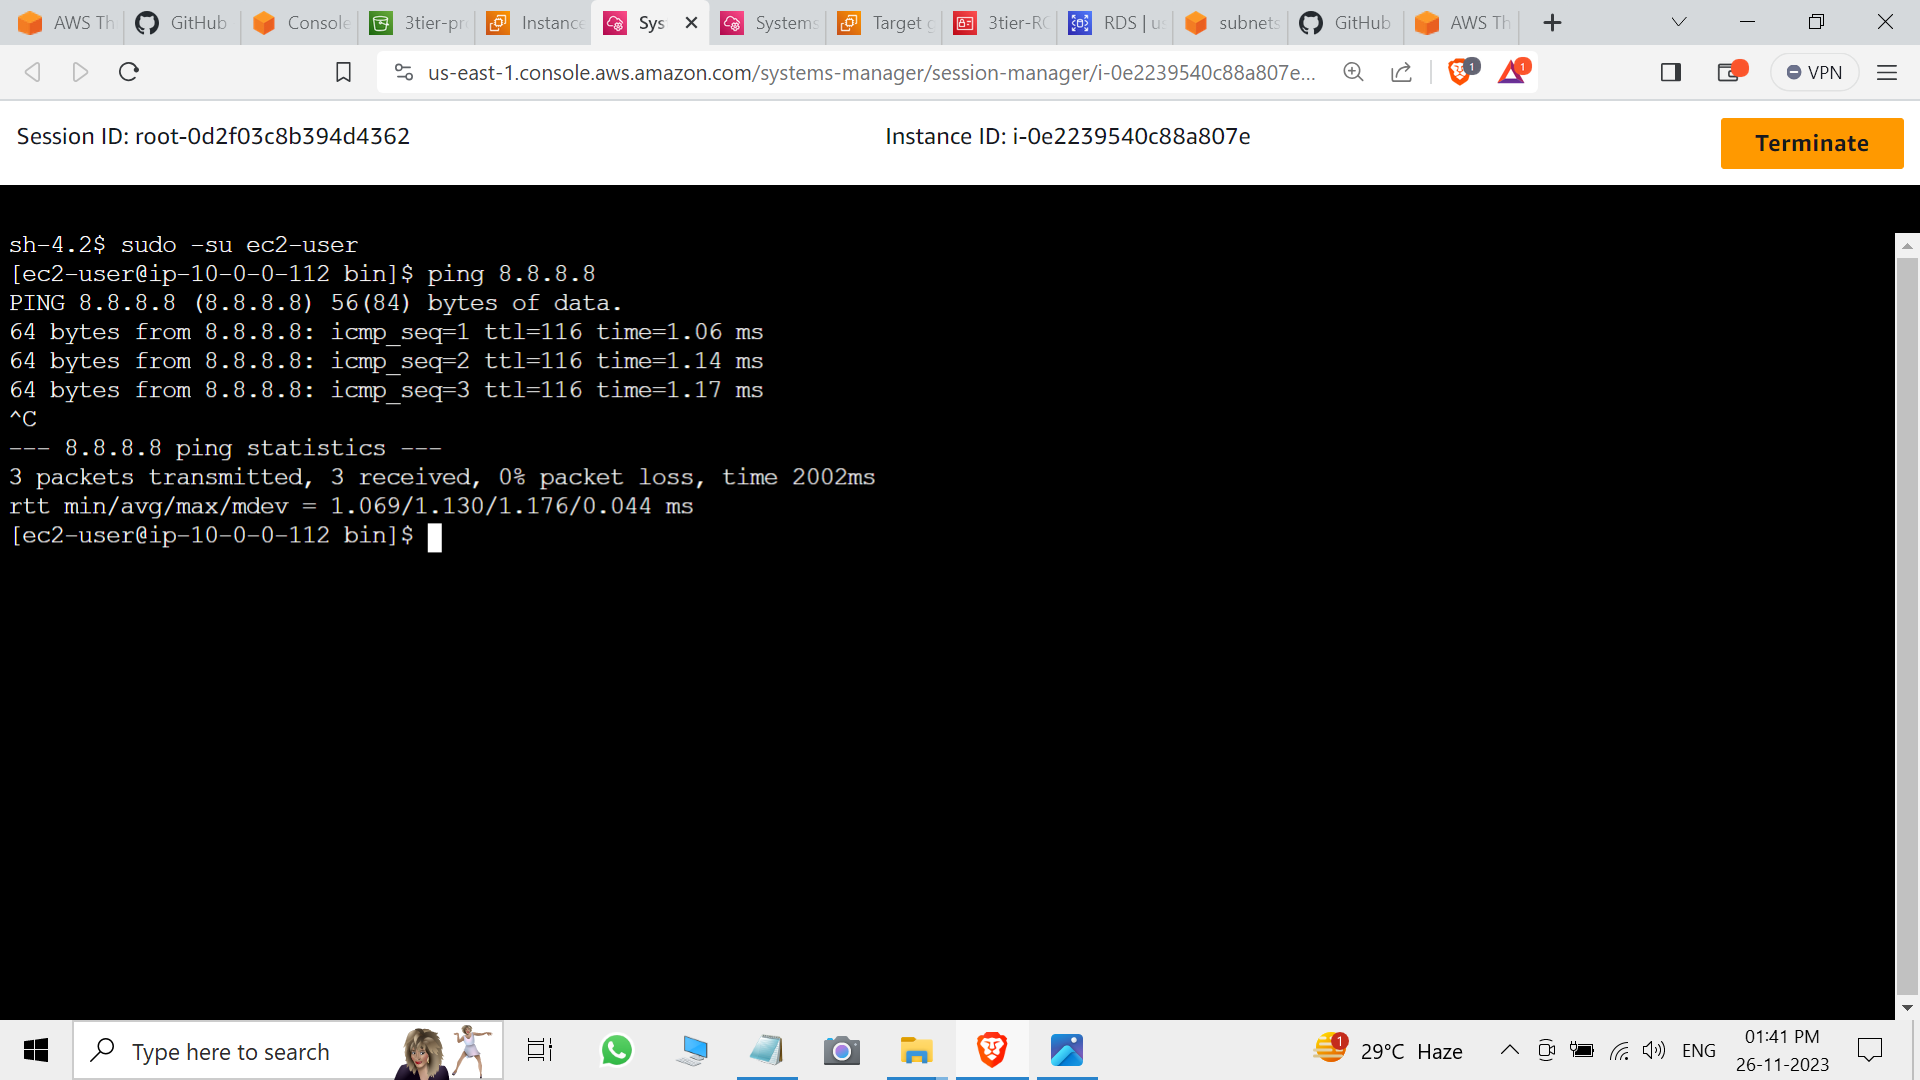 AWS Th
GitHub
Console
3tier-pr
Instance
Sys
Systems
Target g
3tier-RO
RDS | us
subnets
GitHub
AWS Th
us-east-1.console.aws.amazon.com/systems-manager/session-manager/i-0e2239540c88a807e...
1
1
VPN
Session ID: root-0d2f03c8b394d4362
Instance ID: i-0e2239540c88a807e
Terminate
sh-4.2$ sudo -su ec2-user
[ec2-user@ip-10-0-0-112 bin]$ ping 8.8.8.8
PING 8.8.8.8 (8.8.8.8) 56(84) bytes of data.
64 bytes from 8.8.8.8: icmp_seq=1 ttl=116 time=1.06 ms
64 bytes from 8.8.8.8: icmp_seq=2 ttl=116 time=1.14 ms
64 bytes from 8.8.8.8: icmp_seq=3 ttl=116 time=1.17 ms
^C
--- 8.8.8.8 ping statistics ---
3 packets transmitted, 3 received, 0% packet loss, time 2002ms
rtt min/avg/max/mdev = 1.069/1.130/1.176/0.044 ms
[ec2-user@ip-10-0-0-112 bin]$
Type here to search
1
29°C Haze
ENG
01:41 PM
26-11-2023